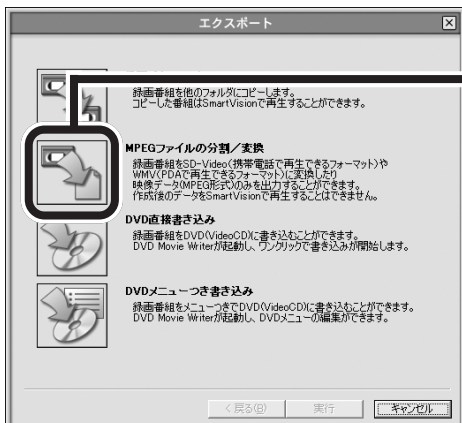 エクスポート
録画番組を他のフォルダにコピーします。
コピーした番組はSmartVisionで再生することができます。
MPEGファイルの分割／変換
録画番組をSD-Video(携帯電話で再生できるフォーマット)や
WMV(PDAで再生できるフォーマット)に変換したり
映像データ(MPEG形式)のみを出力することができます。
作成後のデータをSmartVisionで再生することはできません。
DVD直接書き込み
録画番組をDVD(VideoCD)に書き込むことができます。
DVD Movie Writerが起動し、ワンクリックで書き込みが開始します。
DVDメニューつき書き込み
録画番組をメニューつきでDVD(VideoCD)に書き込むことができます。
DVD Movie Writerが起動し、DVDメニューの編集ができます。
< 戻る(B)
実行
キャンセル